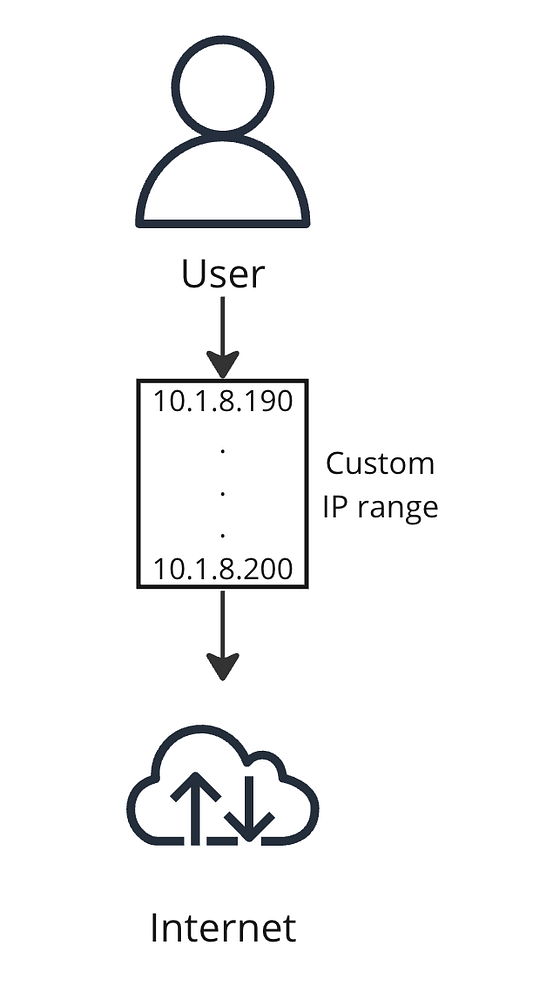 User
10.1.8.190
.
.
.
10.1.8.200
Custom
IP range
Internet